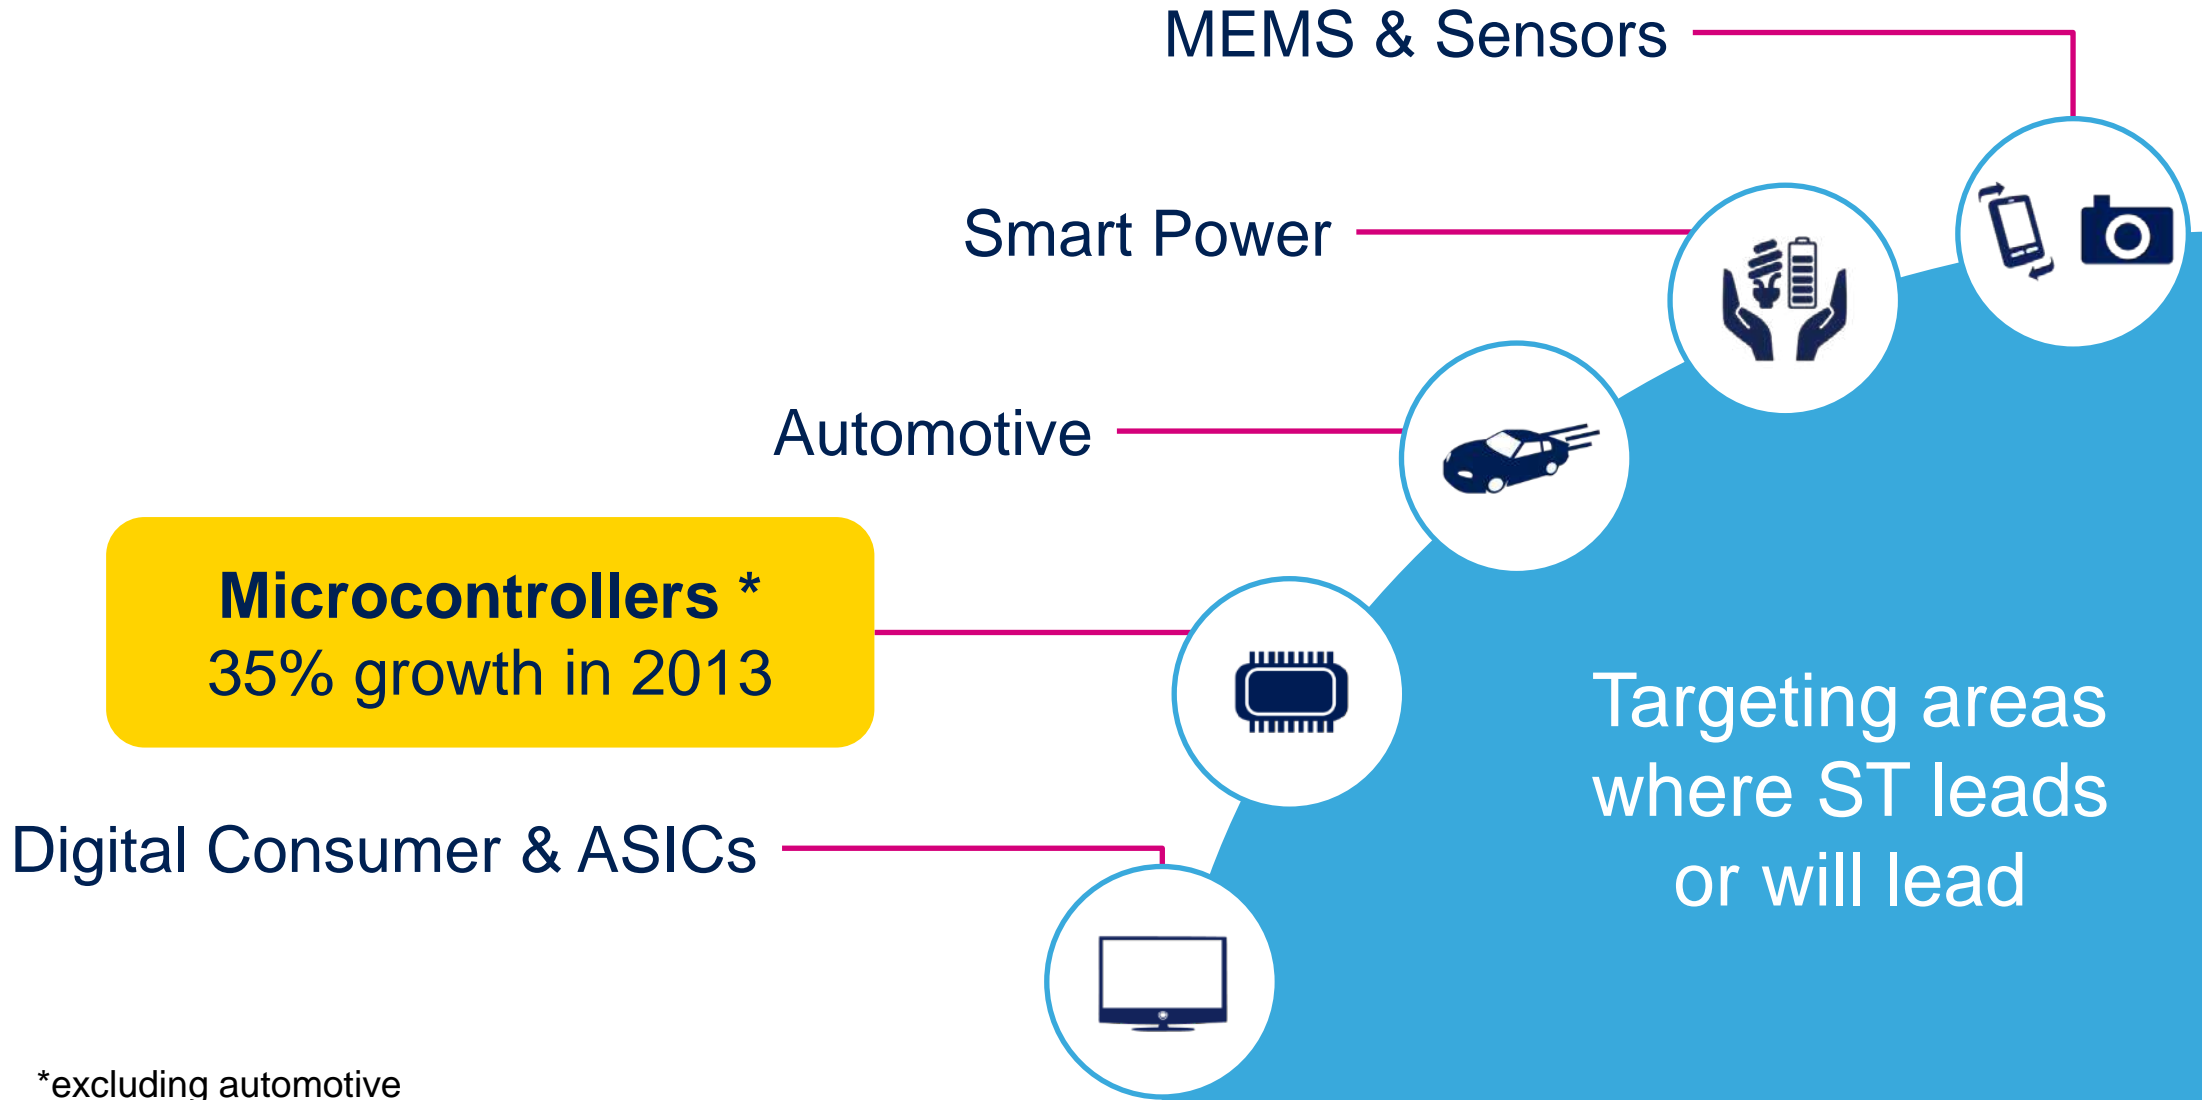 MEMS & Sensors
Smart Power
Automotive
Microcontrollers *
35% growth in 2013
Digital Consumer & ASICs
Targeting areas
where ST leads
or will lead
*excluding automotive